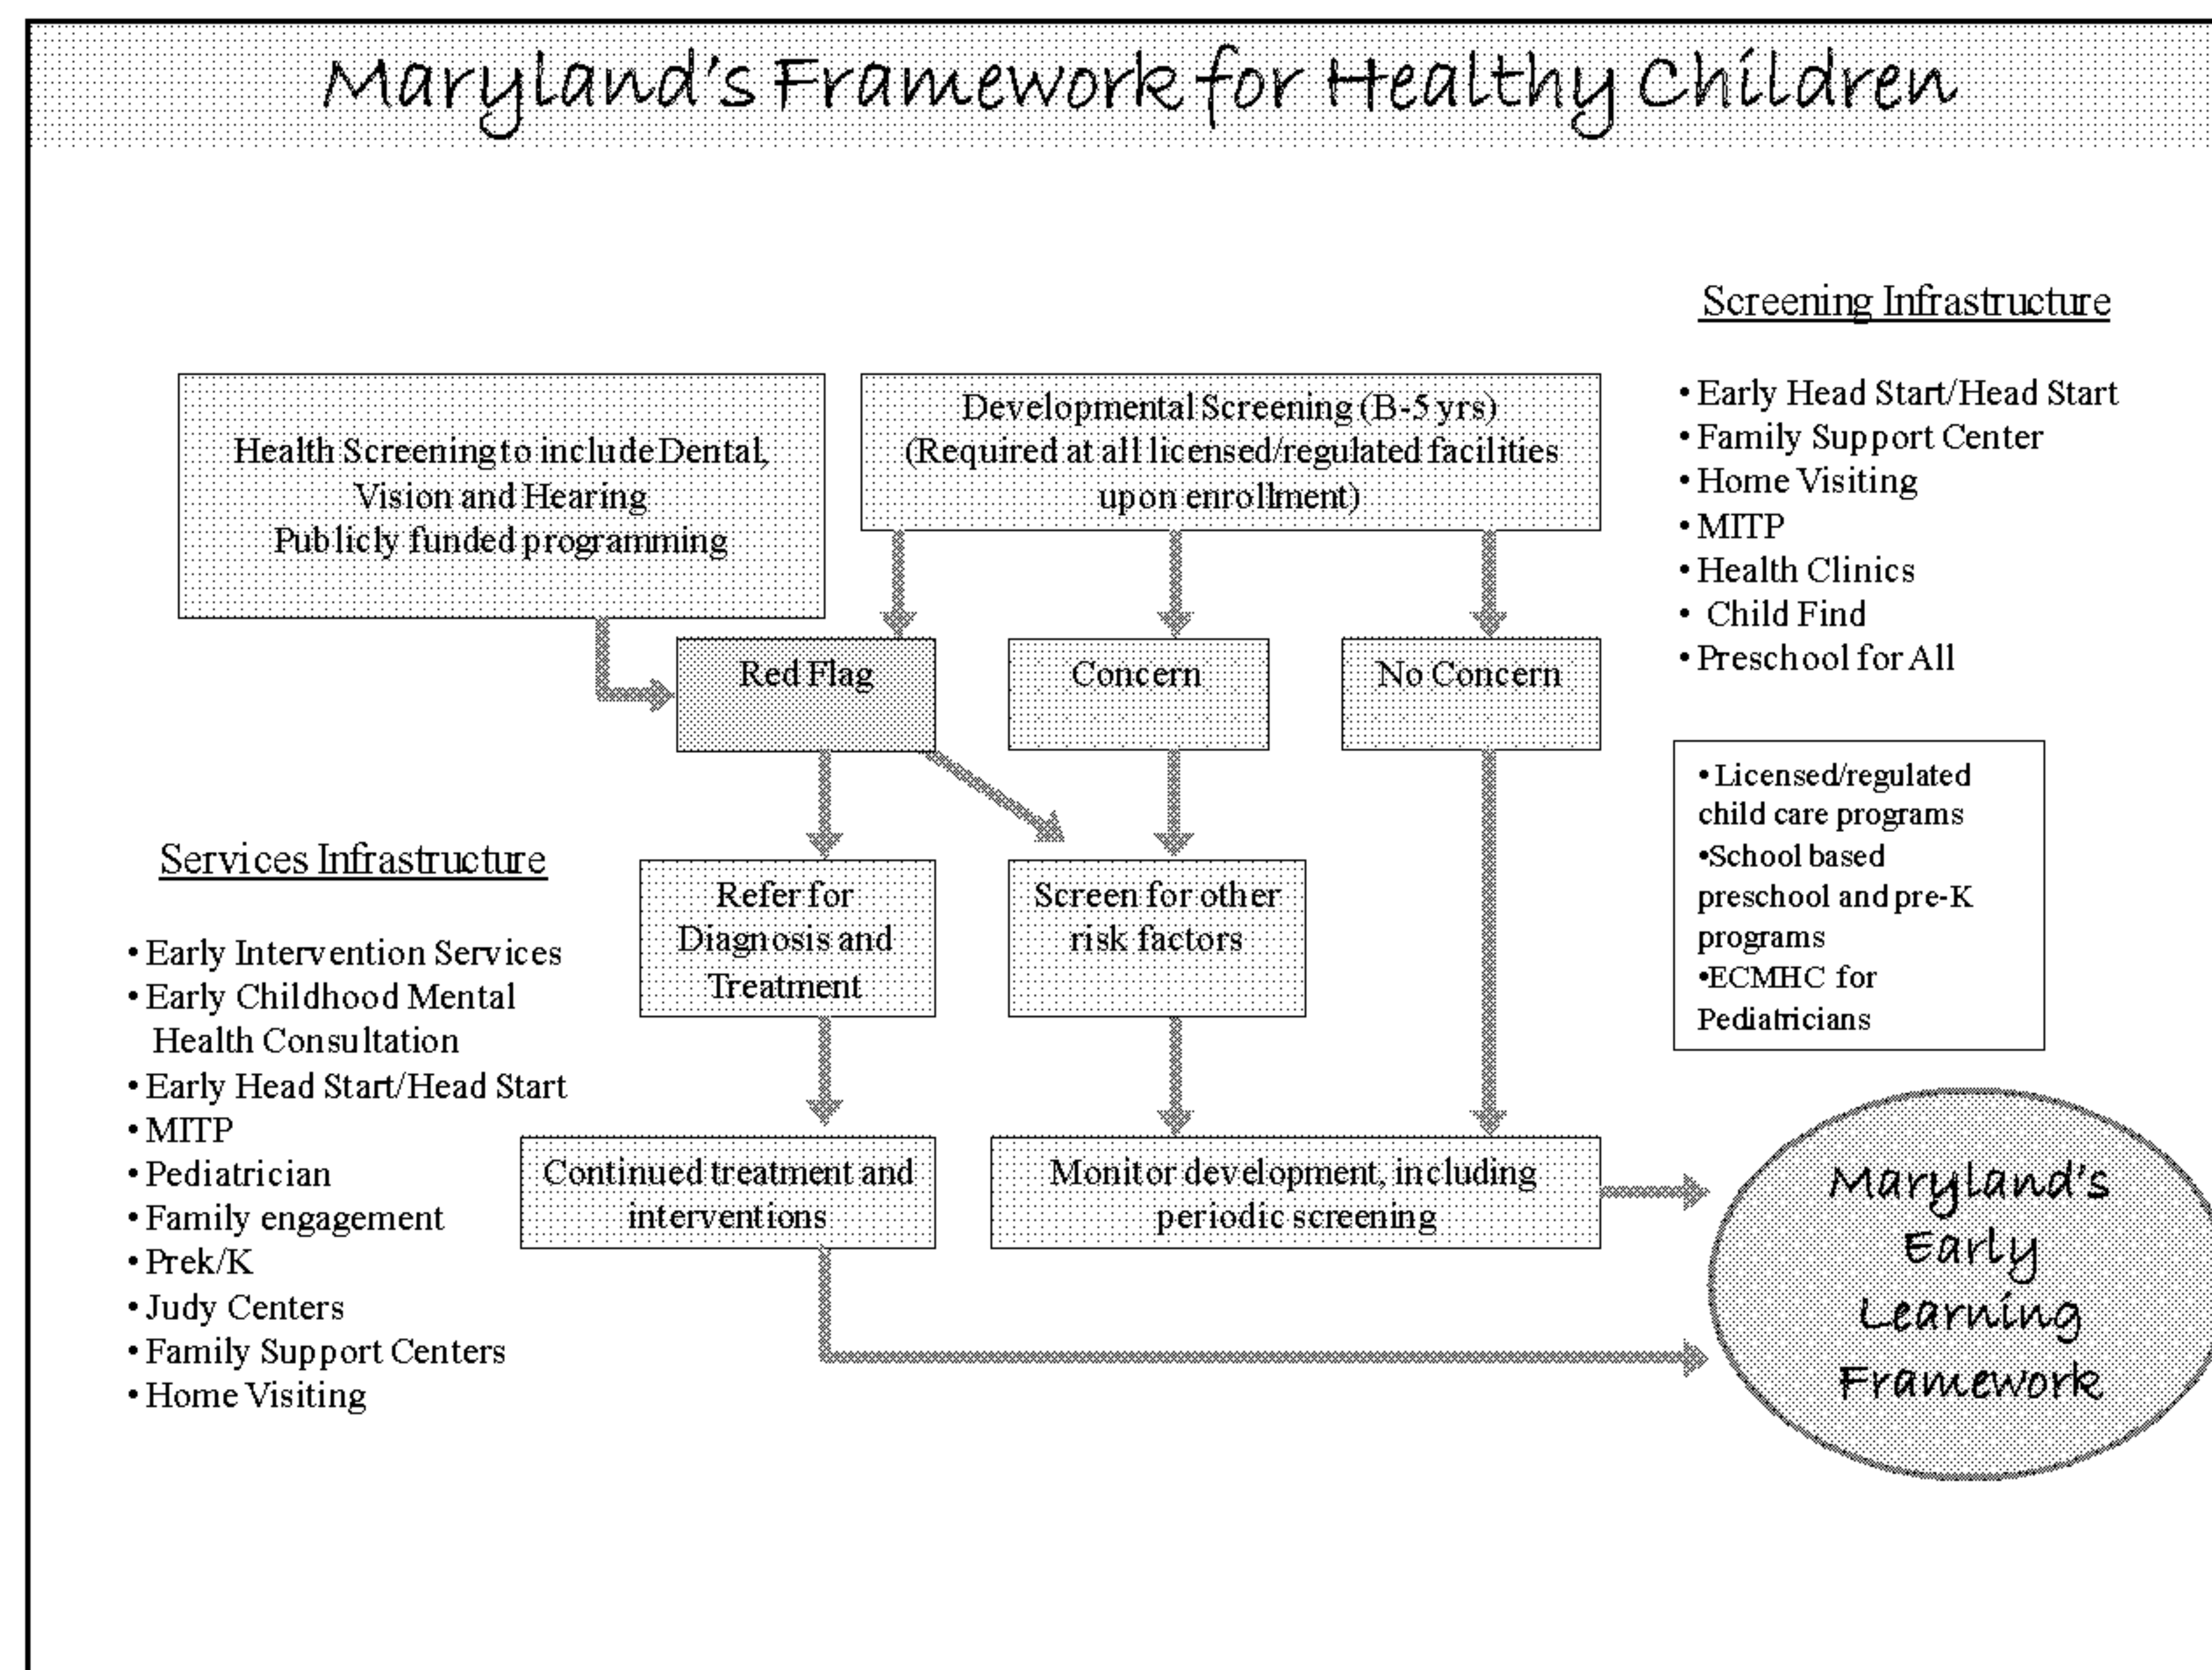 Maryland's Framework for Healthy Children
Screening Infrastructure
• Early Head Start/Head Start
• Family Support Center
• Home Visiting
• MITP
• Health Clinics
• Child Find
• Preschool for All
Health Screening to include Dental,
Vision and Hearing
Publicly funded programming
Developmental Screening (B-5 yrs)
(Required at all licensed/regulated facilities
upon enrollment)
Red Flag
Concern
No Concern
• Licensed/regulated
child care programs
•School based
preschool and pre-K
programs
•ECMHC for
Pediatricians
Services Infrastructure
• Early Intervention Services
• Early Childhood Mental
Health Consultation
• Early Head Start/Head Start
• MITP
• Pediatrician
• Family engagement
• Prek/K
• Judy Centers
• Family Support Centers
• Home Visiting
Refer for
Diagnosis and
Treatment
Screen for other
risk factors
Continued treatment and
interventions
Monitor development, including
periodic screening
Maryland's
Early
Learning
Framework